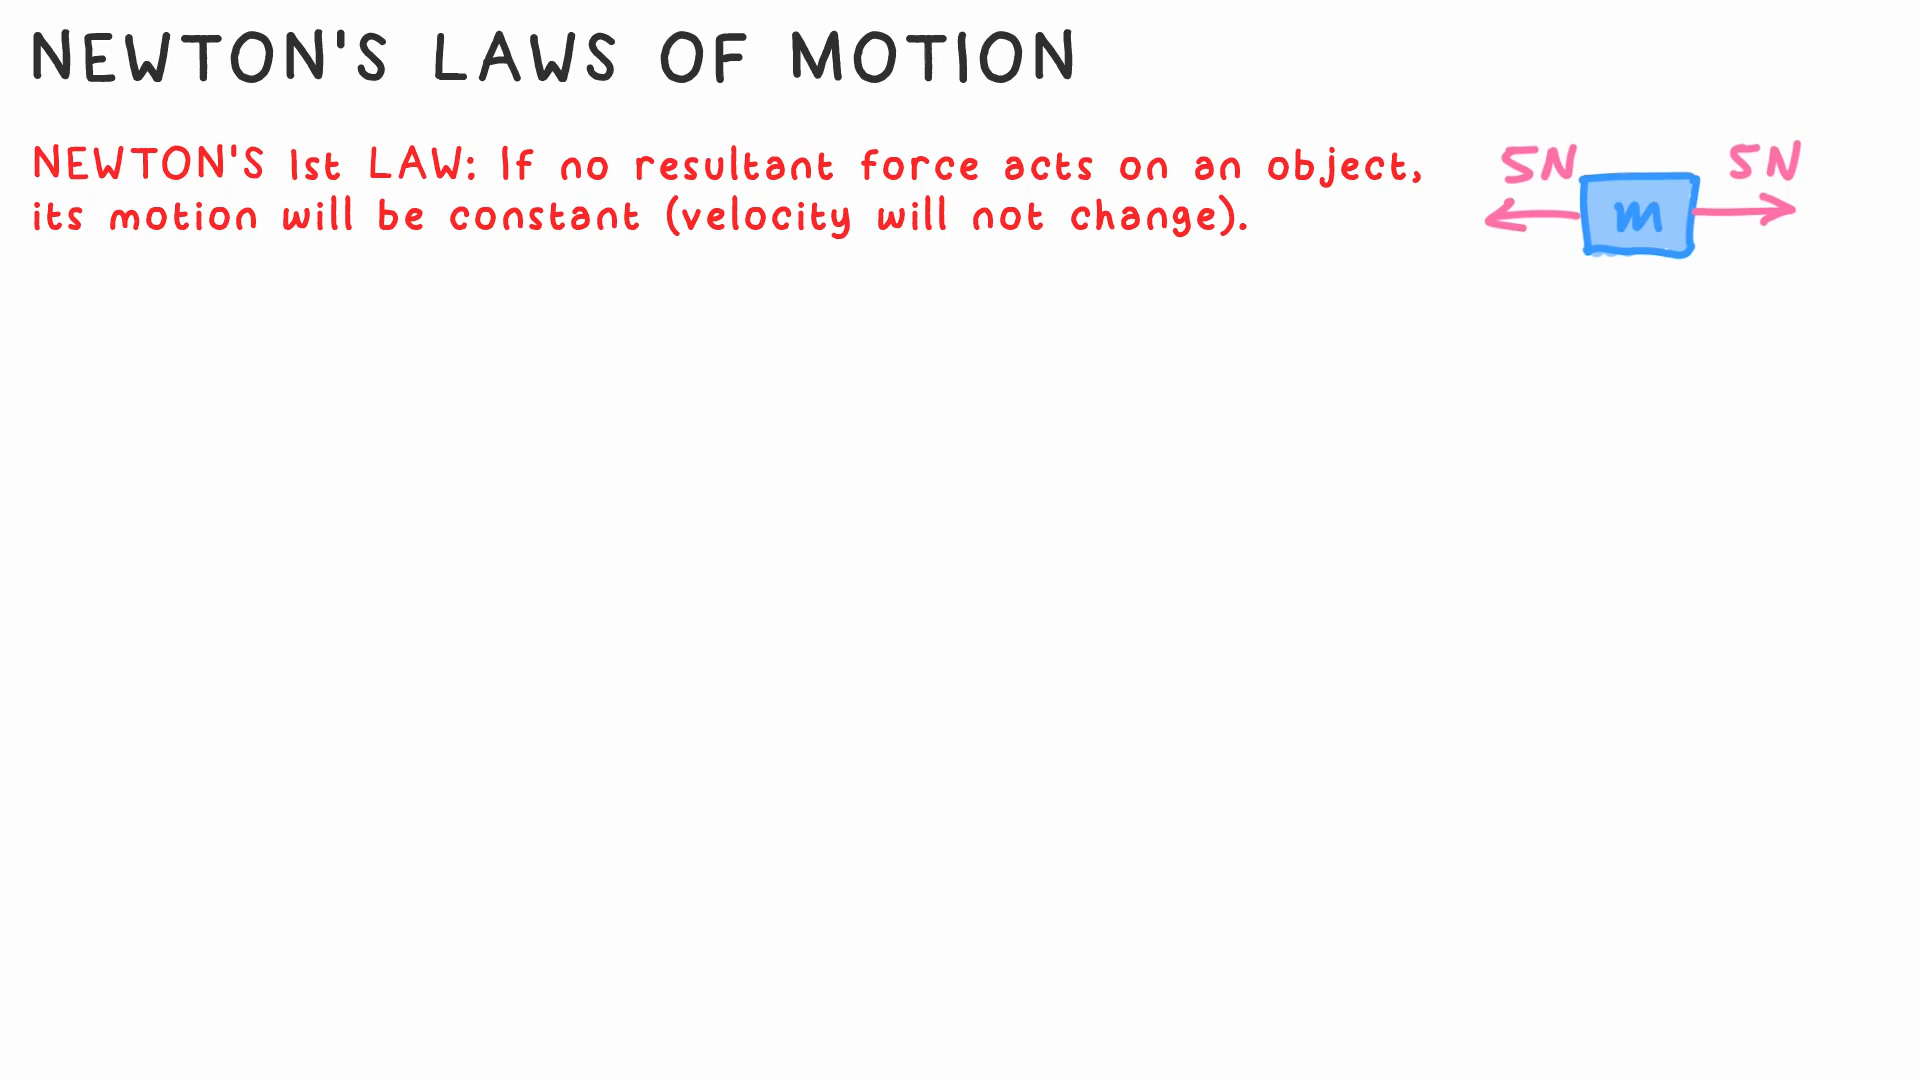 NEWTON'S LAWS OF MOTION
NEWTON'S 1st LAW: If no resultant force acts on an object,
its motion will be constant (velocity will not change).
5N
5N
m